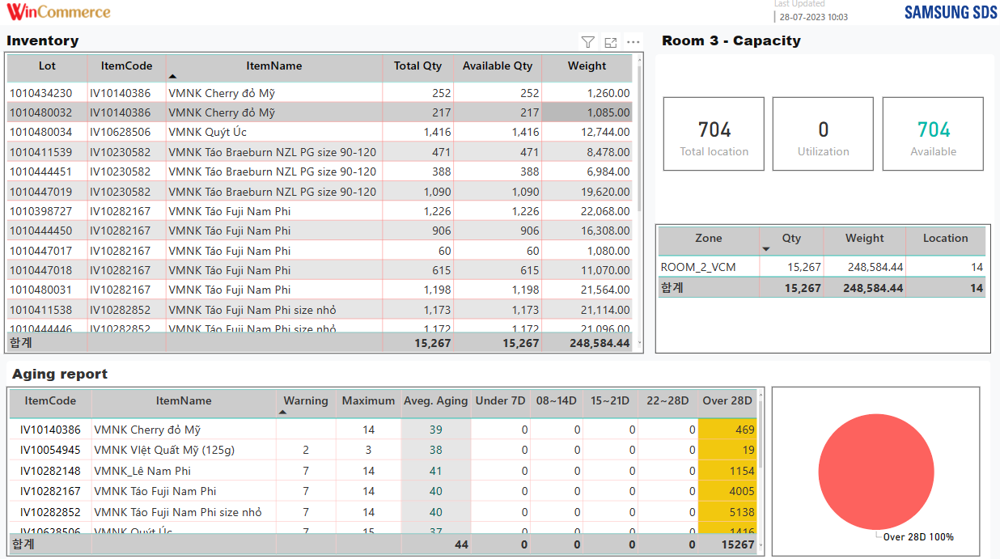 WinCommerce
Last Updated
28-07-2023 10:03
SAMSUNG SDS
Inventory
Lot ItemCode ItemName Total Qty Available Qty Weight
1010434230 IV10140386 VMNK Cherry đỏ Mỹ 252 252 1,260.00
1010480032 IV10140386 VMNK Cherry đỏ Mỹ 217 217 1,085.00
1010480034 IV10628506 VMNK Quýt Úc 1,416 1,416 12,744.00
1010411539 IV10230582 VMNK Táo Braeburn NZL PG size 90-120 471 471 8,478.00
1010444451 IV10230582 VMNK Táo Braeburn NZL PG size 90-120 388 388 6,984.00
1010447019 IV10230582 VMNK Táo Braeburn NZL PG size 90-120 1,090 1,090 19,620.00
1010398727 IV10282167 VMNK Táo Fuji Nam Phi 1,226 1,226 22,068.00
1010444450 IV10282167 VMNK Táo Fuji Nam Phi 906 906 16,308.00
1010447017 IV10282167 VMNK Táo Fuji Nam Phi 60 60 1,080.00
1010447018 IV10282167 VMNK Táo Fuji Nam Phi 615 615 11,070.00
1010480031 IV10282167 VMNK Táo Fuji Nam Phi 1,198 1,198 21,564.00
1010411538 IV10282852 VMNK Táo Fuji Nam Phi size nhỏ 1,173 1,173 21,114.00
1010444446 IV10282852 VMNK Táo Fuji Nam Phi size nhỏ 1,172 1,172 21,096.00
합계 15,267 15,267 248,584.44
Room 3 - Capacity
704 0 704
Total location Utilization Available
Zone Qty Weight Location
ROOM_2_VCM 15,267 248,584.44 14
합계 15,267 248,584.44 14
Aging report
ItemCode ItemName Warning Maximum Aveg. Aging Under 7D 08~14D 15~21D 22~28D Over 28D
IV10140386 VMNK Cherry đỏ Mỹ 14 39 0 0 0 0 469
IV10054945 VMNK VIệt Quất Mỹ (125g) 2 3 38 0 0 0 0 19
IV10282148 VMNK_Lê Nam Phi 7 14 41 0 0 0 0 1154
IV10282167 VMNK Táo Fuji Nam Phi 7 14 40 0 0 0 0 4005
IV10282852 VMNK Táo Fuji Nam Phi size nhỏ 7 14 40 0 0 0 0 5138
IV10628506 VMNK Quýt Úc 7 15 37 0 0 0 0 1416
합계 44 0 0 0 0 15267
Over 28D 100%